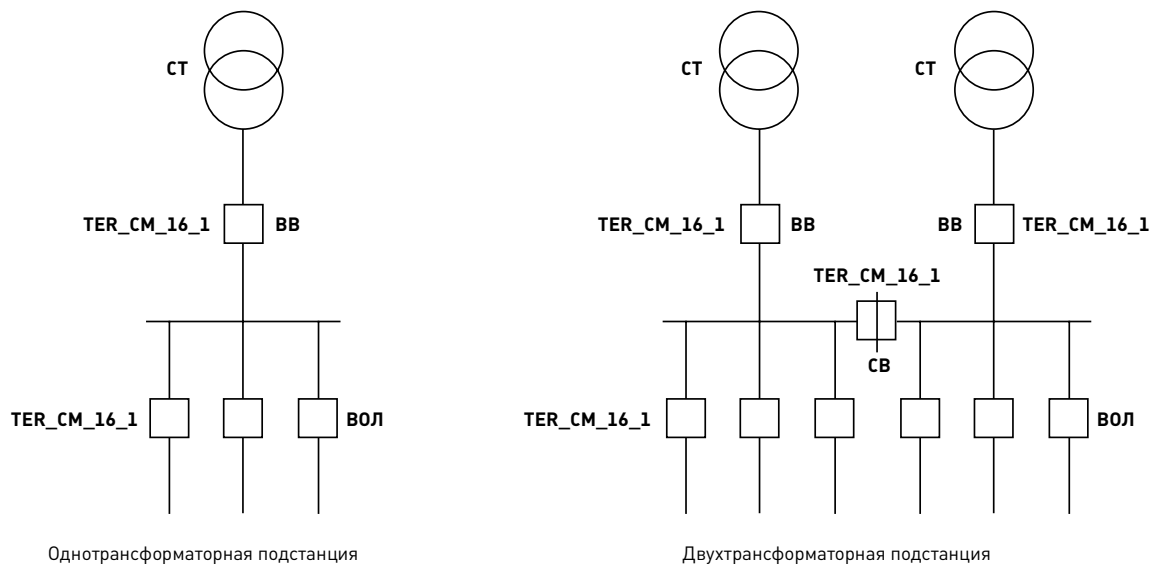 СТ
СТ
СТ
TER_CM_16_1
ВВ
TER_CM_16_1
ВВ
ВВ
TER_CM_16_1
TER_CM_16_1
СВ
TER_CM_16_1
ВОЛ
TER_CM_16_1
ВОЛ
Однотрансформаторная подстанция
Двухтрансформаторная подстанция